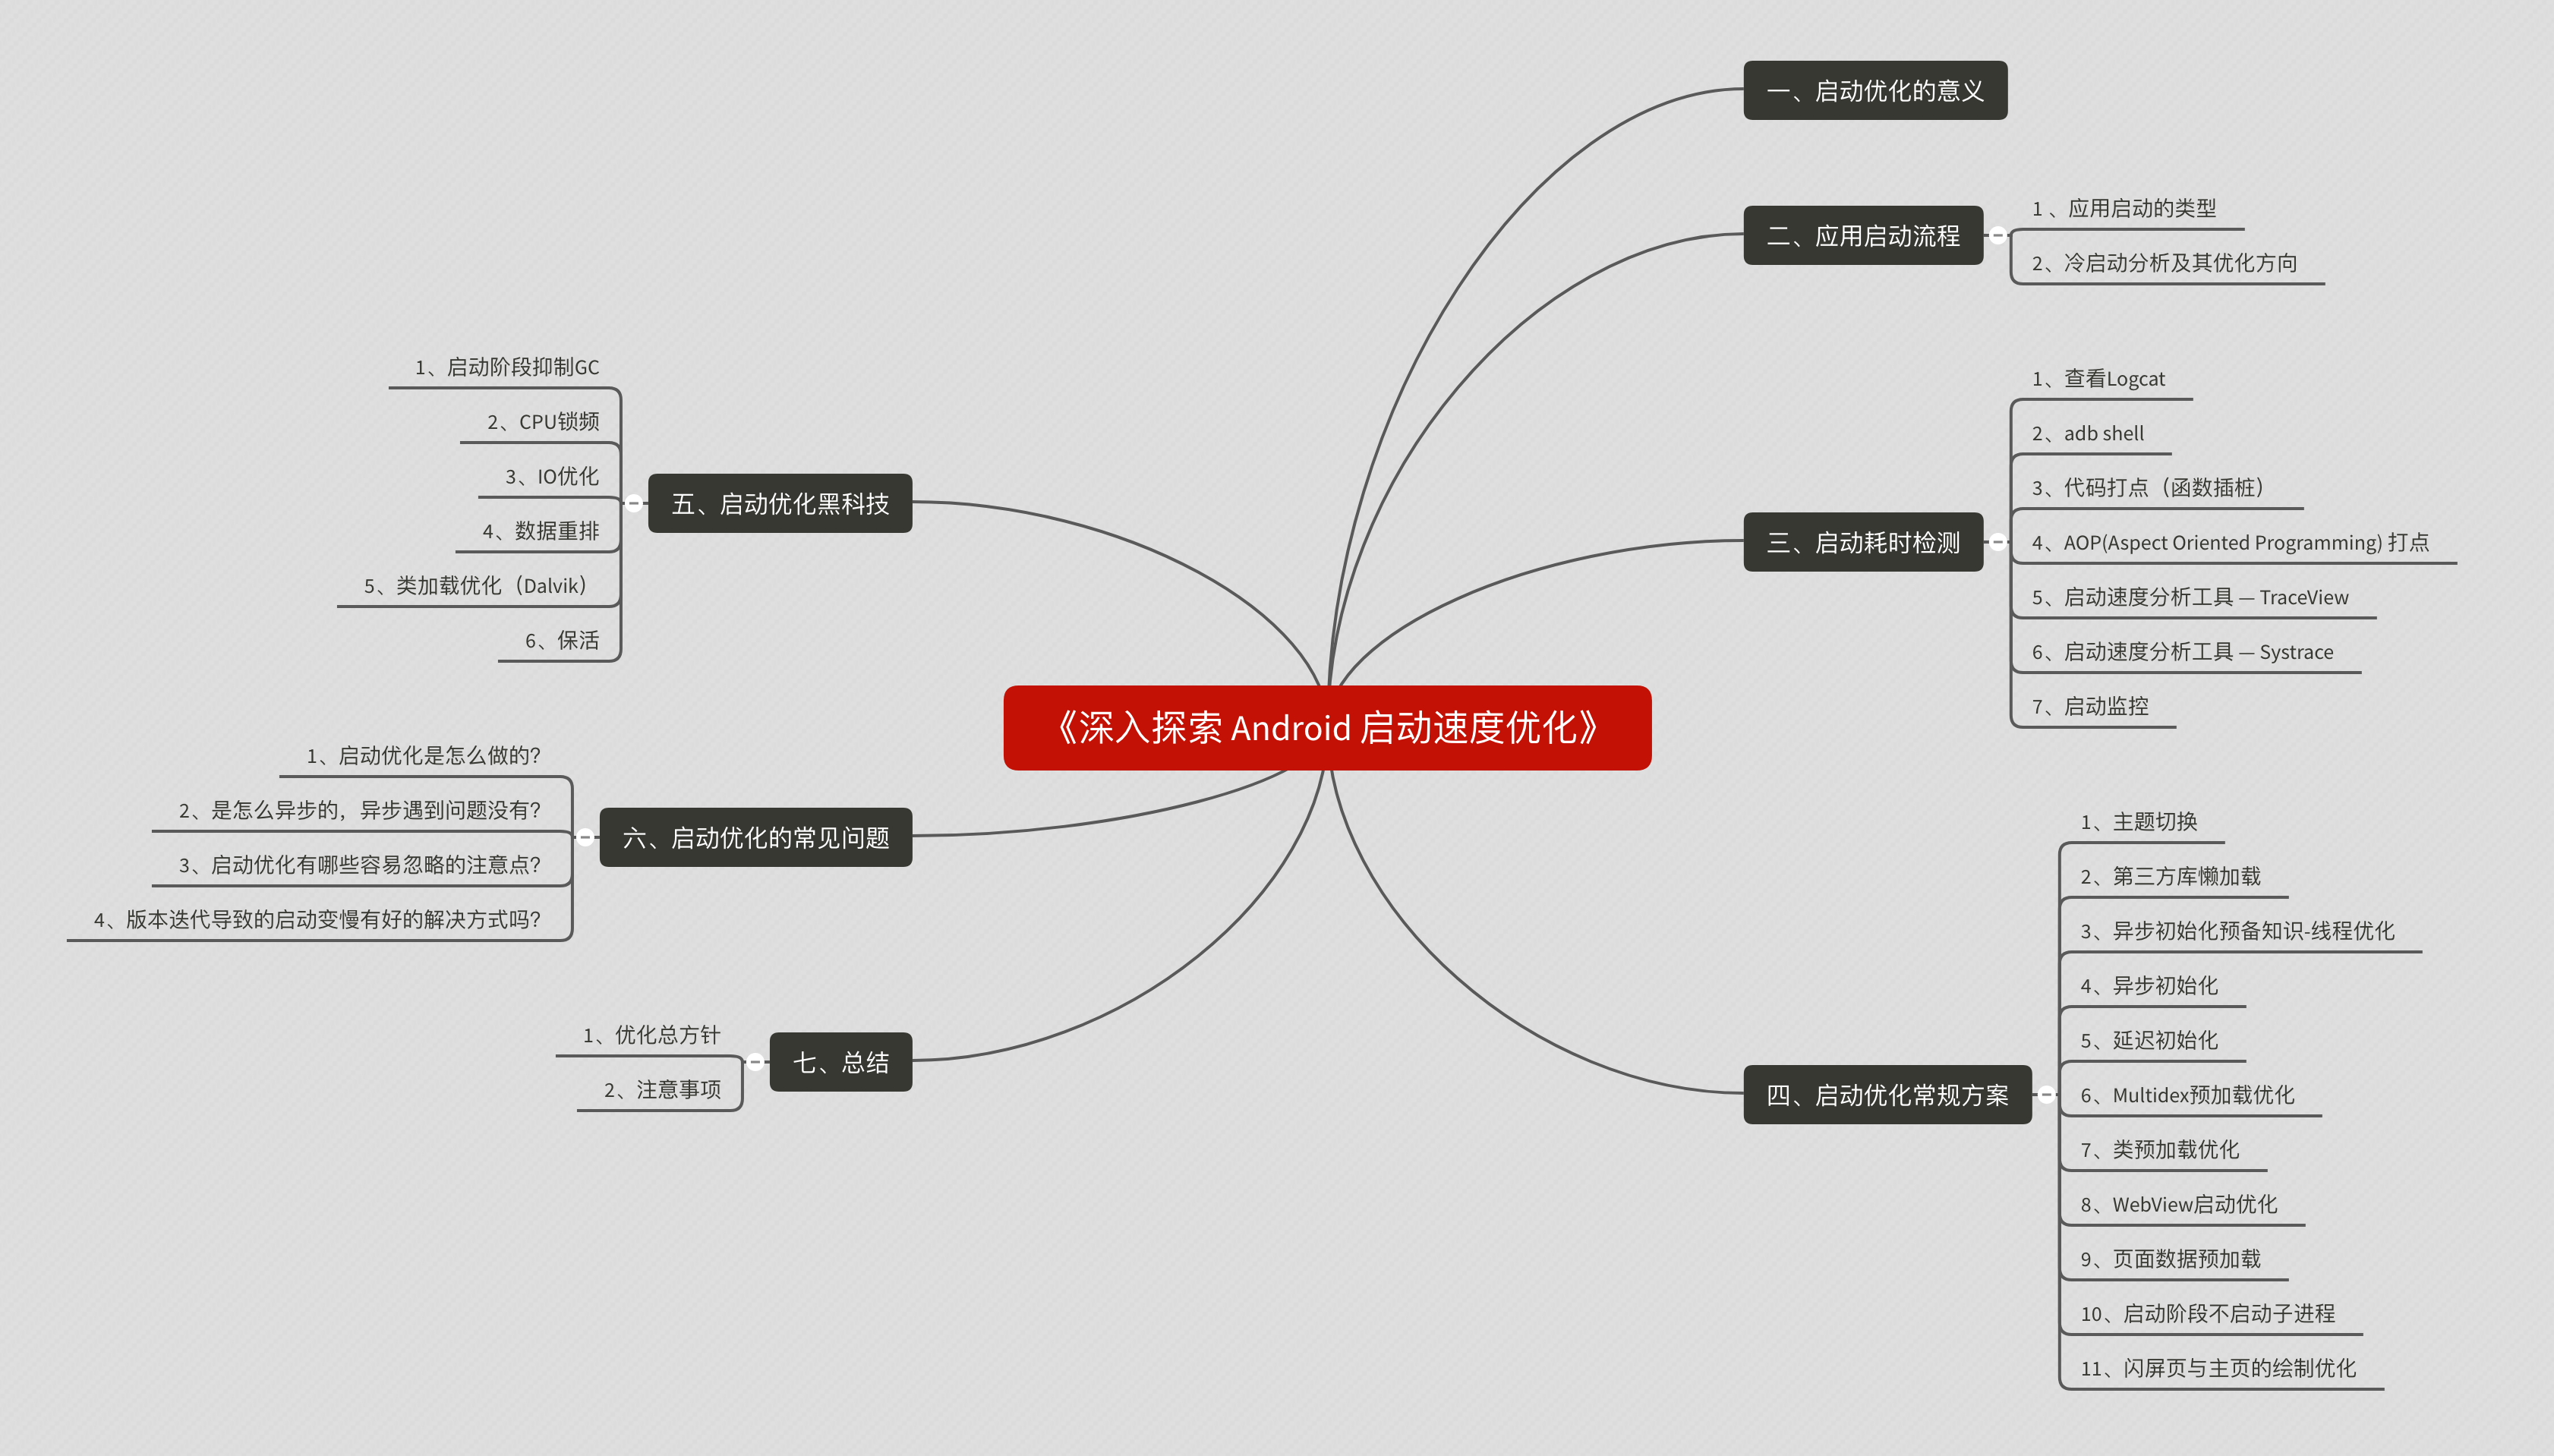 《深入探索 Android 启动速度优化》
一、启动优化的意义
二、应用启动流程
1 、应用启动的类型
2、冷启动分析及其优化方向
三、启动耗时检测
1、查看Logcat
2、adb shell
3、代码打点（函数插桩）
4、AOP(Aspect Oriented Programming) 打点
5、启动速度分析工具 — TraceView
6、启动速度分析工具 — Systrace
7、启动监控
四、启动优化常规方案
1、主题切换
2、第三方库懒加载
3、异步初始化预备知识-线程优化
4、异步初始化
5、延迟初始化
6、Multidex预加载优化
7、类预加载优化
8、WebView启动优化
9、页面数据预加载
10、启动阶段不启动子进程
11、闪屏页与主页的绘制优化
五、启动优化黑科技
1、启动阶段抑制GC
2、CPU锁频
3、IO优化
4、数据重排
5、类加载优化（Dalvik）
6、保活
六、启动优化的常见问题
1、启动优化是怎么做的？
2、是怎么异步的，异步遇到问题没有？
3、启动优化有哪些容易忽略的注意点？
4、版本迭代导致的启动变慢有好的解决方式吗？
七、总结
1、优化总方针
2、注意事项